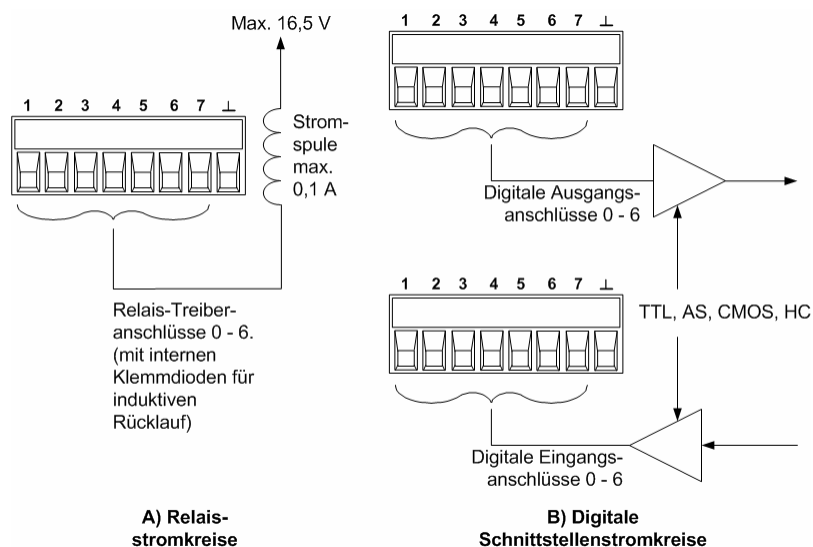 Max. 16,5 V
1 2 3 4 5 6 7 ⊥
Strom-
spule
max.
0,1 A
Relais-Treiber-
anschlüsse 0 - 6.
(mit internen
Klemmdioden für
induktiven
Rücklauf)
A) Relais-
stromkreise
1 2 3 4 5 6 7 ⊥
Digitale Ausgangs-
anschlüsse 0 - 6
TTL, AS, CMOS, HC
1 2 3 4 5 6 7 ⊥
Digitale Eingangs-
anschlüsse 0 - 6
B) Digitale
Schnittstellenstromkreise